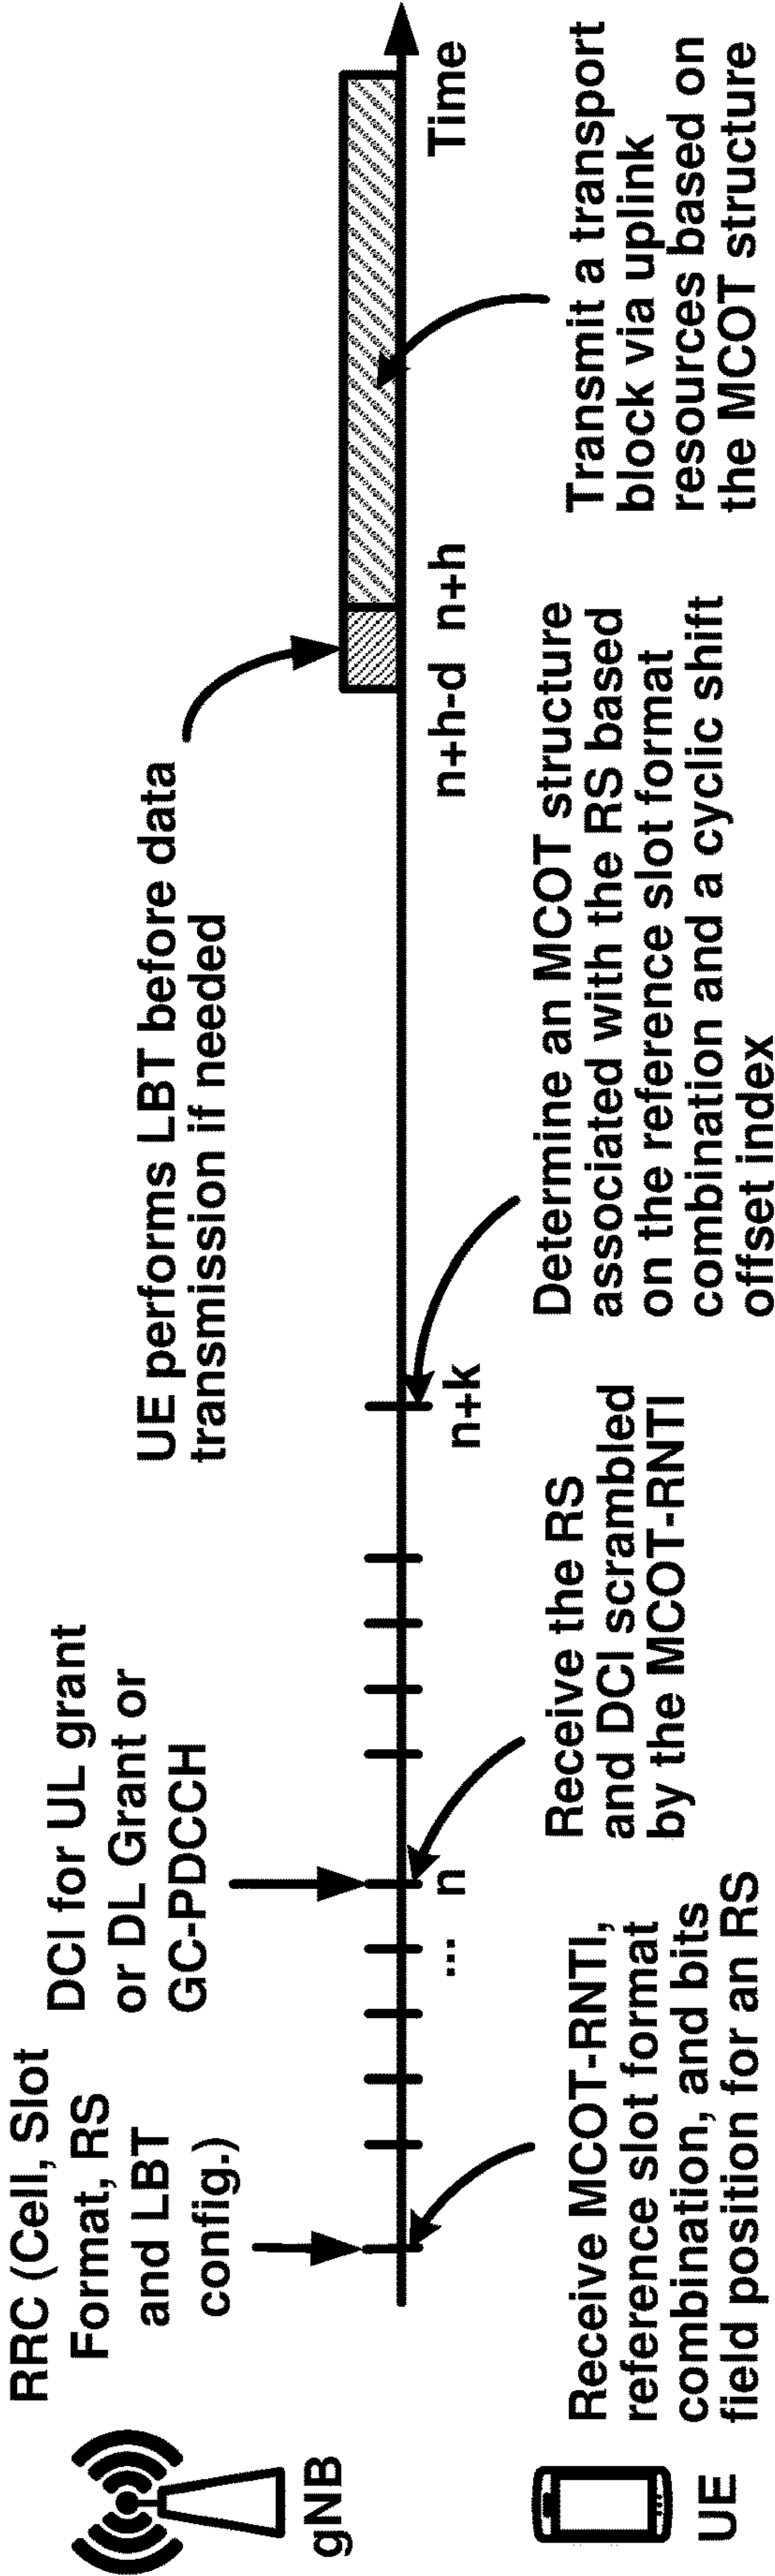 gNB
RRC (Cell, Slot
Format, RS
and LBT
config.)
DCI for UL grant
or DL Grant or
GC-PDCCH
UE performs LBT before data
transmission if needed
...
n
n+k
n+h-d
n+h
Time
UE
Receive MCOT-RNTI,
reference slot format
combination, and bits
field position for an RS
Receive the RS
and DCI scrambled
by the MCOT-RNTI
Determine an MCOT structure
associated with the RS based
on the reference slot format
combination and a cyclic shift
offset index
Transmit a transport
block via uplink
resources based on
the MCOT structure